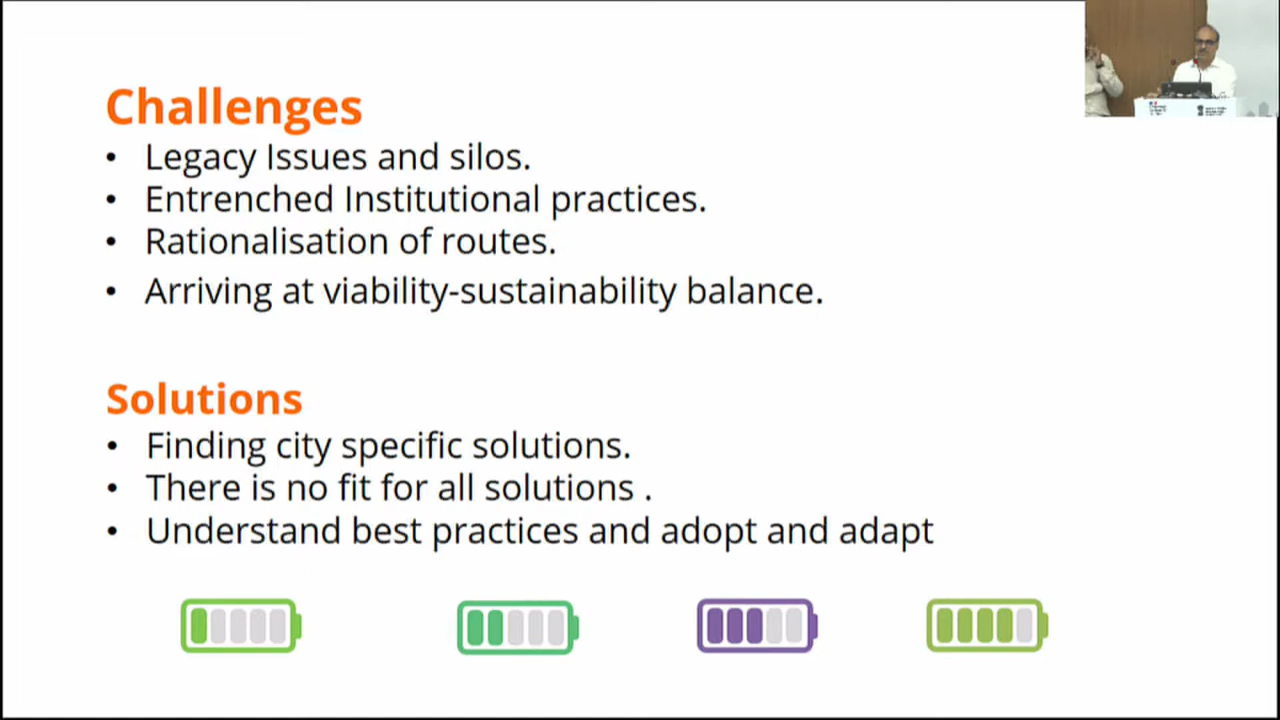 Challenges
• Legacy Issues and silos.
• Entrenched Institutional practices.
• Rationalisation of routes.
• Arriving at viability-sustainability balance.
Solutions
• Finding city specific solutions.
• There is no fit for all solutions .
• Understand best practices and adopt and adapt